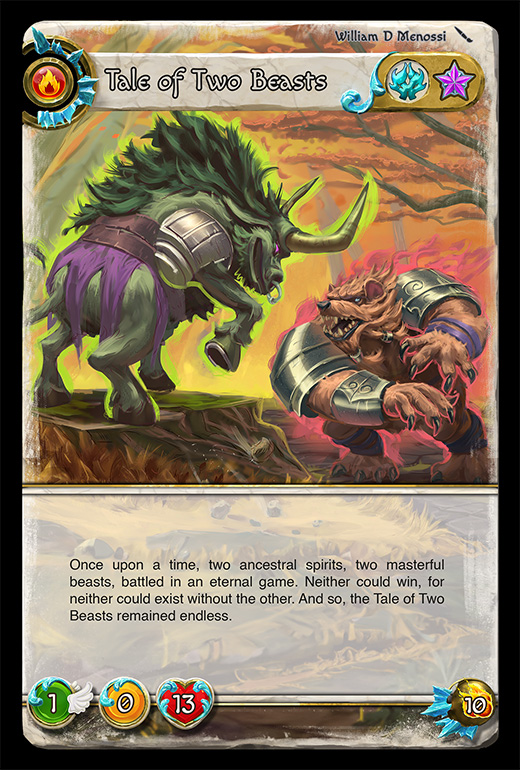 William D Menossi
Tale of Two Beasts
Once upon a time, two ancestral spirits, two masterful
beasts, battled in an eternal game. Neither could win, for
neither could exist without the other. And so, the Tale of Two
Beasts remained endless.
1 0 13 10